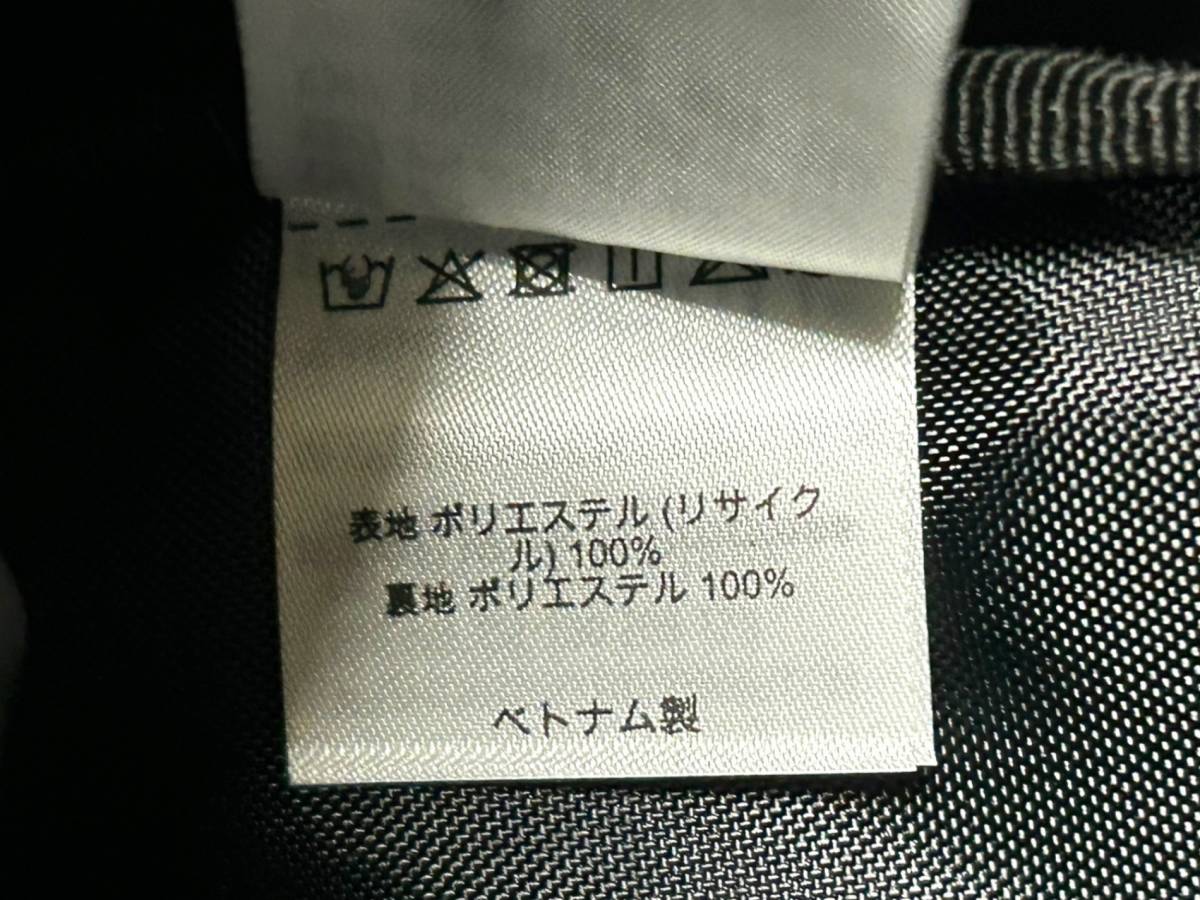 表地 ポリエステル (リサイク
ル) 100%
裏地 ポリエステル 100%
ベトナム製